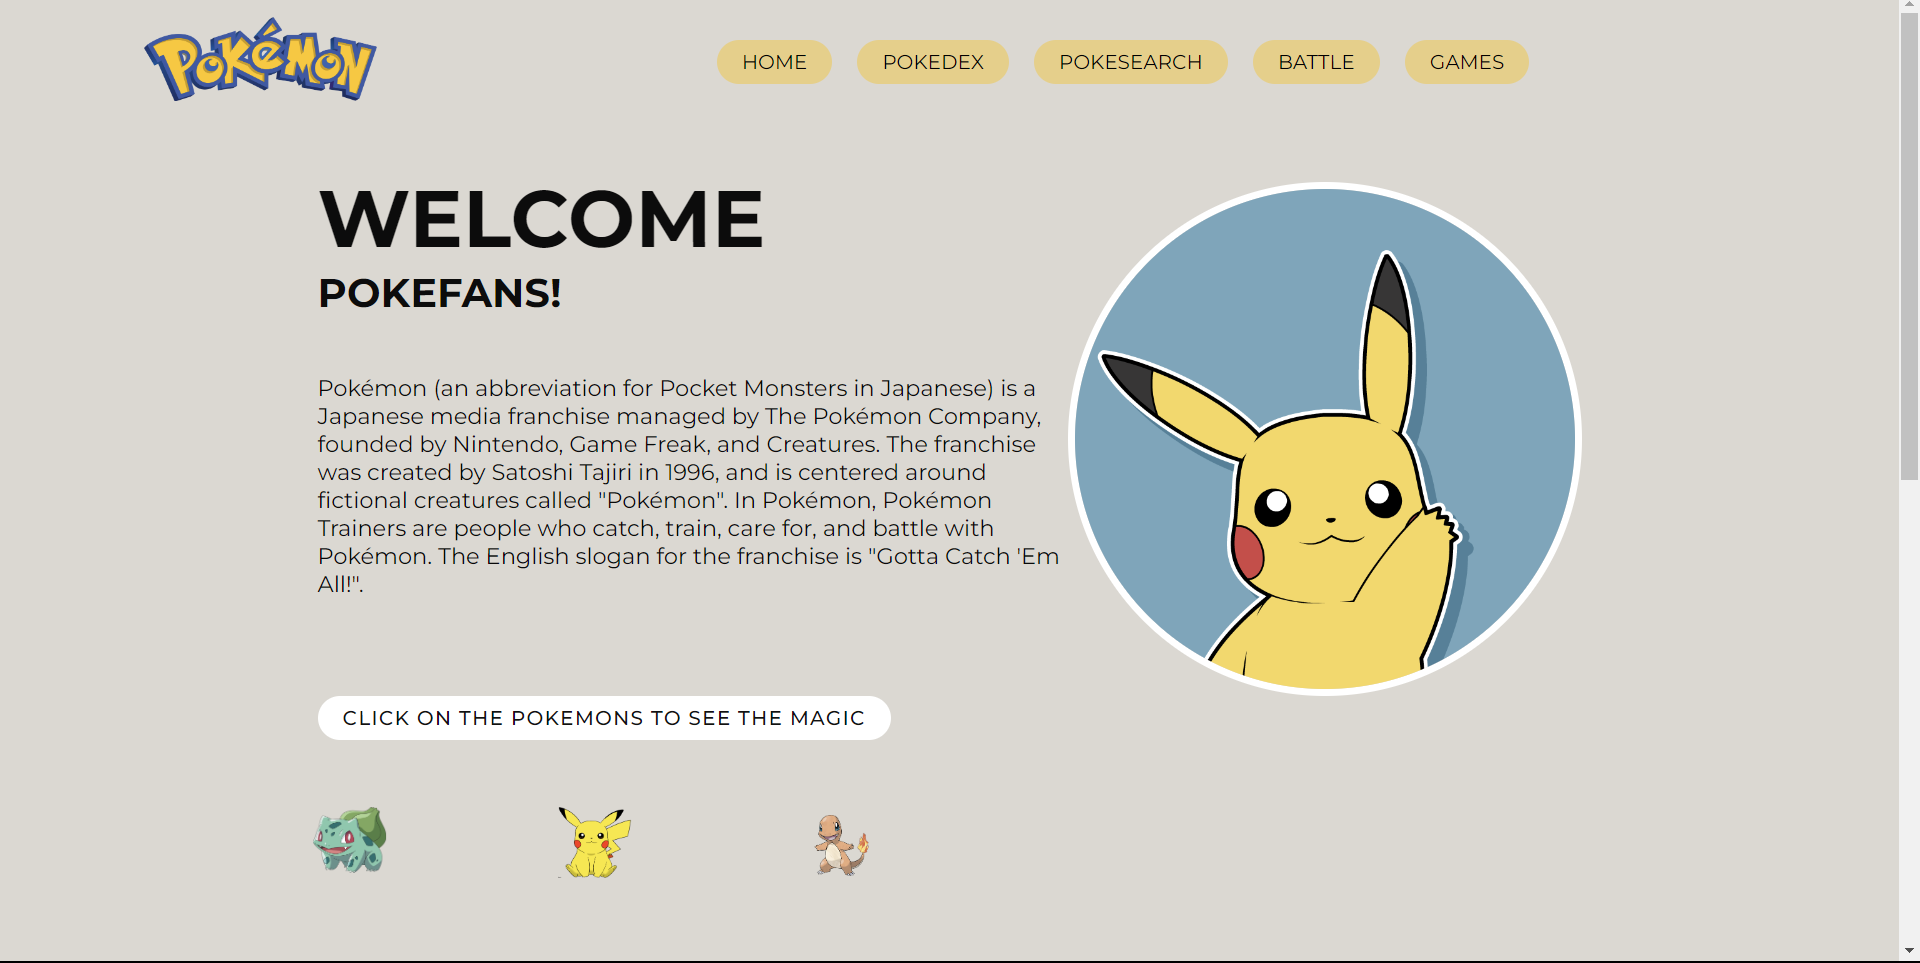 Pokémon
HOME
POKEDEX
POKESEARCH
BATTLE
GAMES
WELCOME
POKEFANS!
Pokémon (an abbreviation for Pocket Monsters in Japanese) is a
Japanese media franchise managed by The Pokémon Company,
founded by Nintendo, Game Freak, and Creatures. The franchise
was created by Satoshi Tajiri in 1996, and is centered around
fictional creatures called "Pokémon". In Pokémon, Pokémon
Trainers are people who catch, train, care for, and battle with
Pokémon. The English slogan for the franchise is "Gotta Catch 'Em
All!".
CLICK ON THE POKEMONS TO SEE THE MAGIC